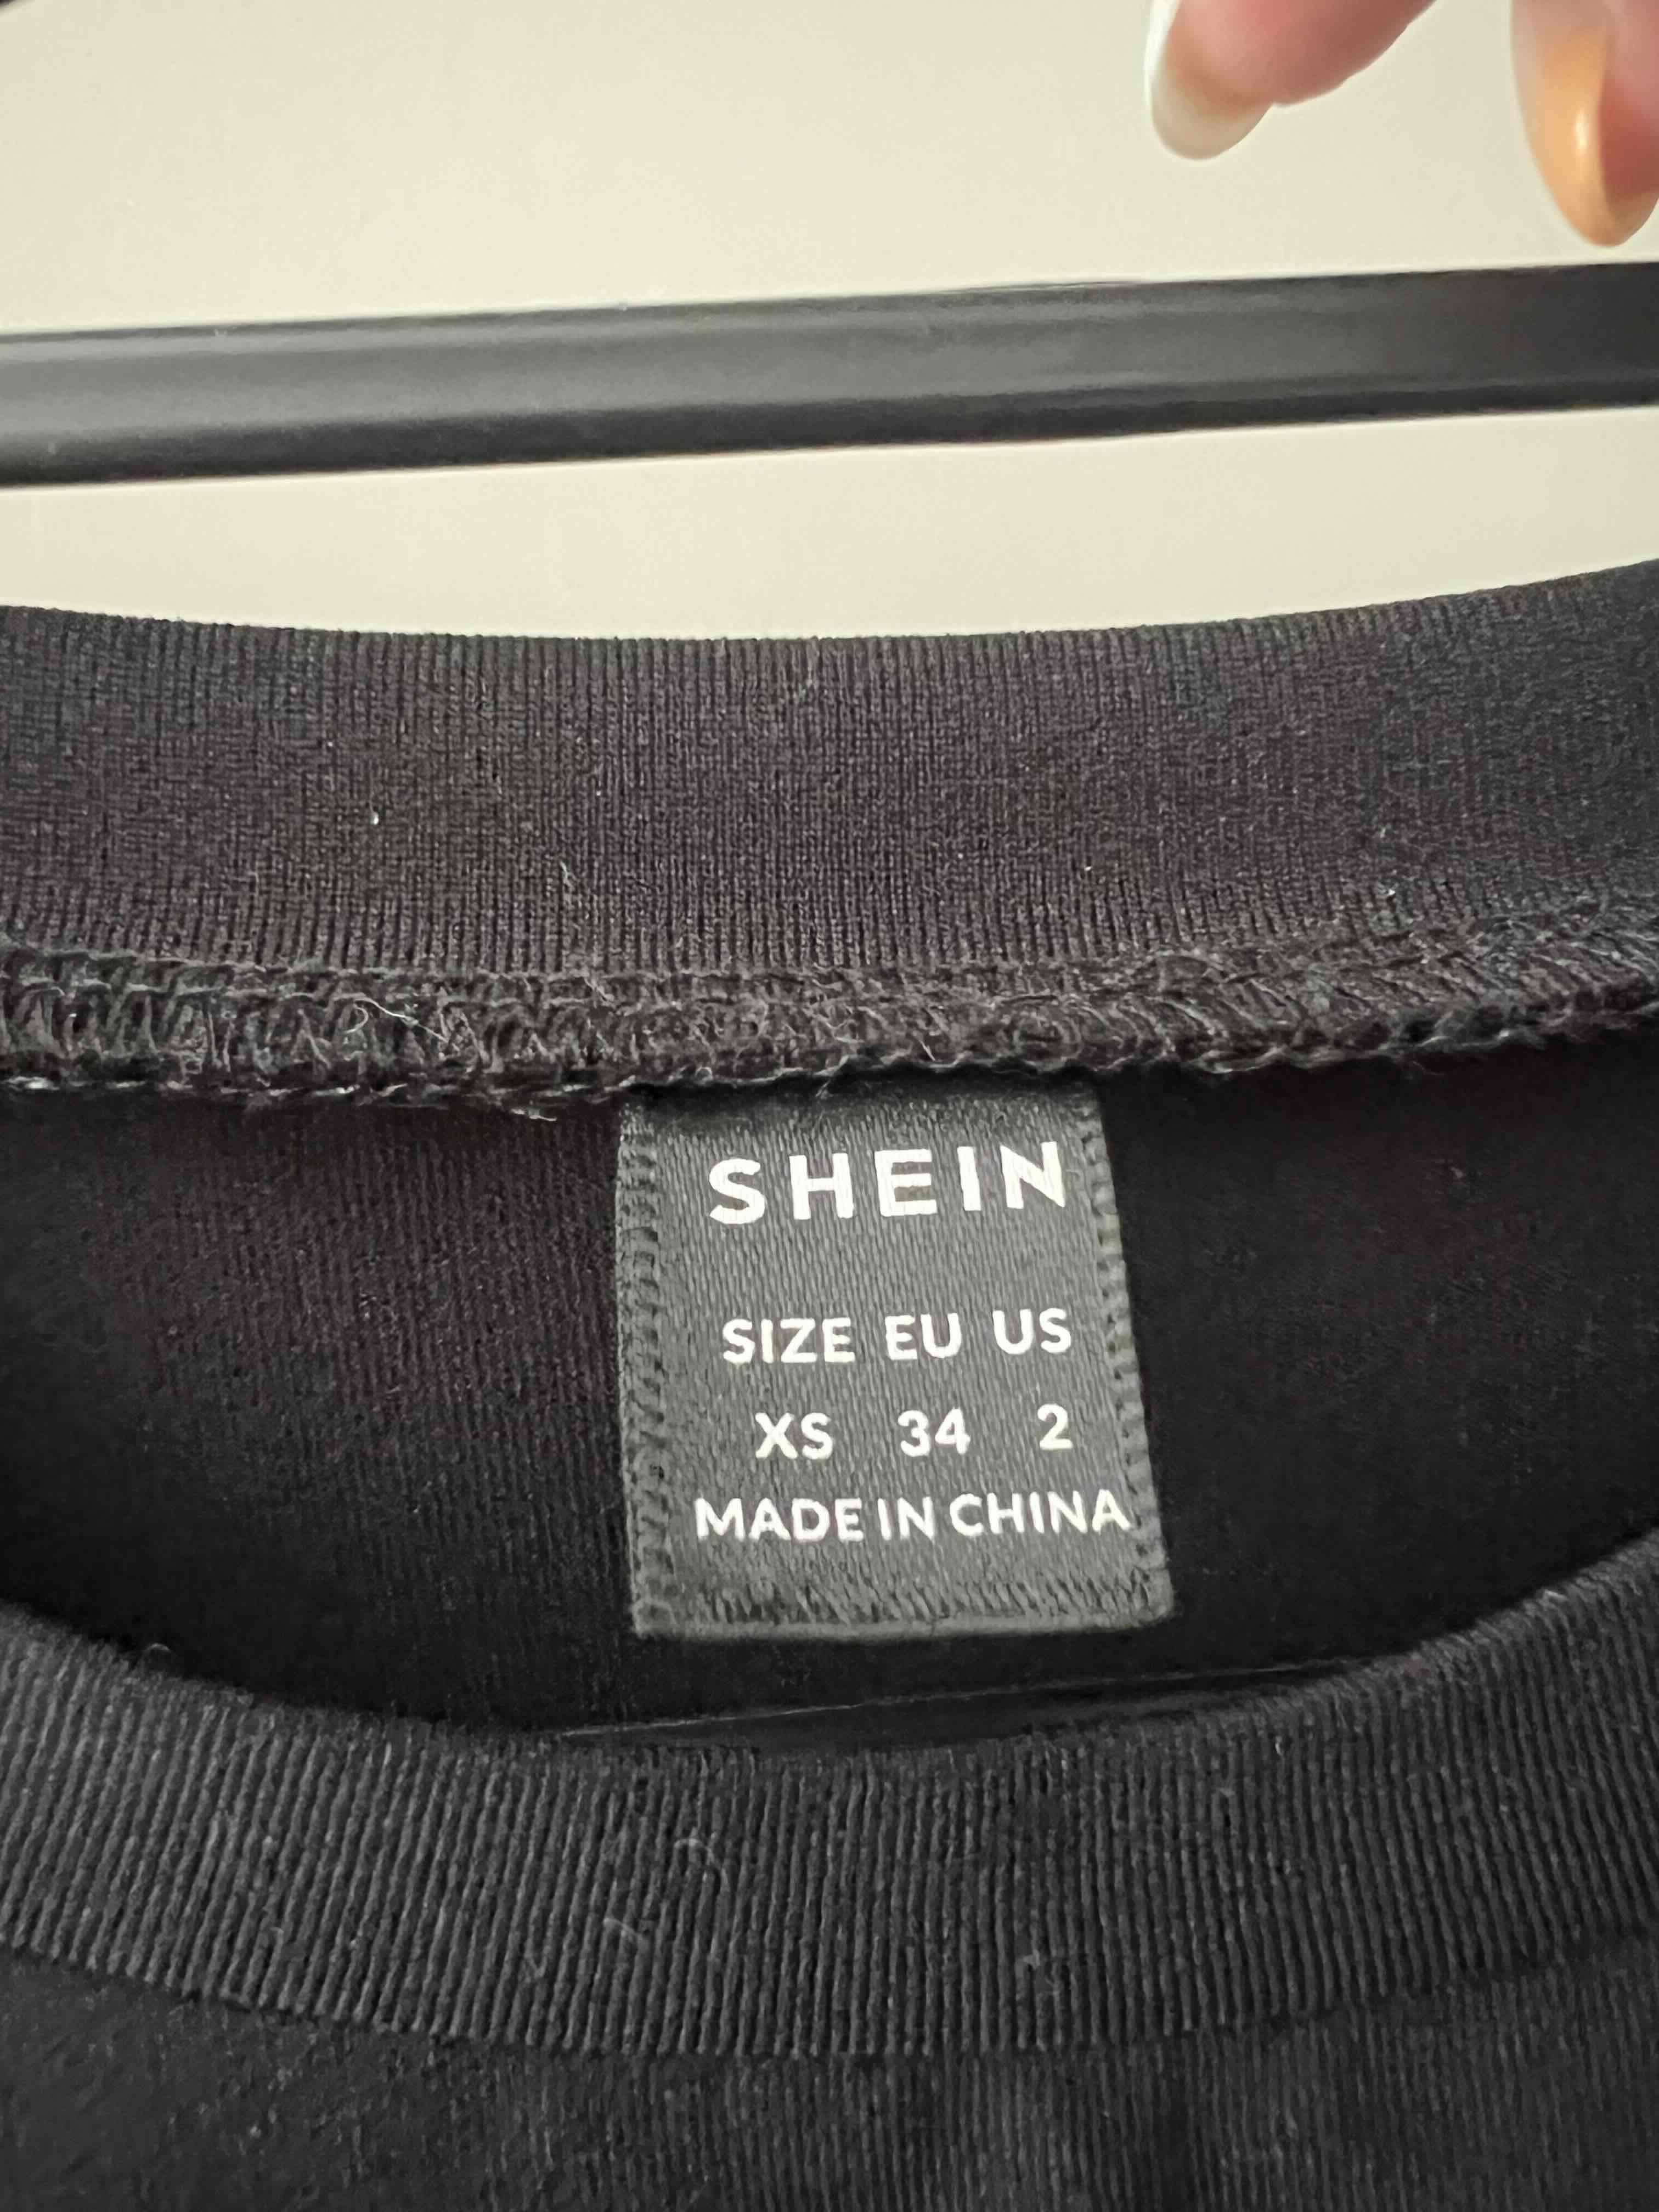 SHEIN
SIZE EU US
XS 34 2
MADE IN CHINA